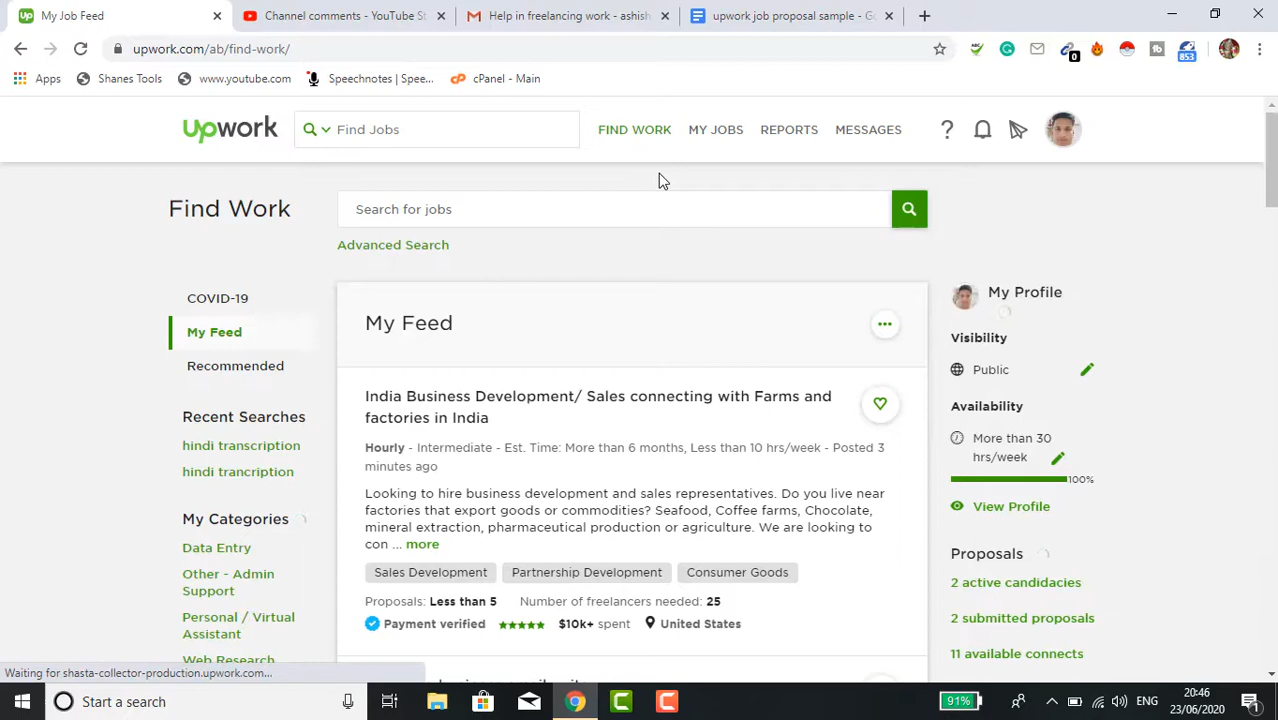 My Job Feed
Channel comments - YouTube St
Help in freelancing work - ashish
upwork job proposal sample - Go
upwork.com/ab/find-work/
0
853
Apps
Shanes Tools
www.youtube.com
Speechnotes | Spee...
cPanel - Main
upwork
Find Jobs
FIND WORK
MY JOBS
REPORTS
MESSAGES
?
Find Work
Search for jobs
Advanced Search
COVID-19
My Feed
Recommended
Recent Searches
hindi transcription
hindi trancription
My Categories
Data Entry
Other - Admin
Support
Personal / Virtual
Assistant
Web Research
My Feed
India Business Development/ Sales connecting with Farms and
factories in India
Hourly - Intermediate - Est. Time: More than 6 months, Less than 10 hrs/week - Posted 3
minutes ago
Looking to hire business development and sales representatives. Do you live near
factories that export goods or commodities? Seafood, Coffee farms, Chocolate,
mineral extraction, pharmaceutical production or agriculture. We are looking to
con ... more
Sales Development
Partnership Development
Consumer Goods
Proposals: Less than 5
Number of freelancers needed: 25
Payment verified
$10k+ spent
United States
My Profile
Visibility
Public
Availability
More than 30
hrs/week
100%
View Profile
Proposals
2 active candidacies
2 submitted proposals
11 available connects
Waiting for shasta-collector-production.upwork.com...
Start a search
91%
ENG
20:46
23/06/2020
1